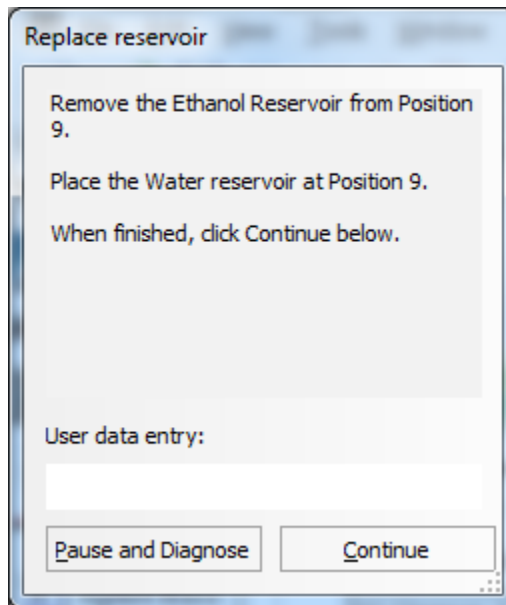 Replace reservoir
Remove the Ethanol Reservoir from Position
9.
Place the Water reservoir at Position 9.
When finished, click Continue below.
User data entry:
Pause and Diagnose
Continue